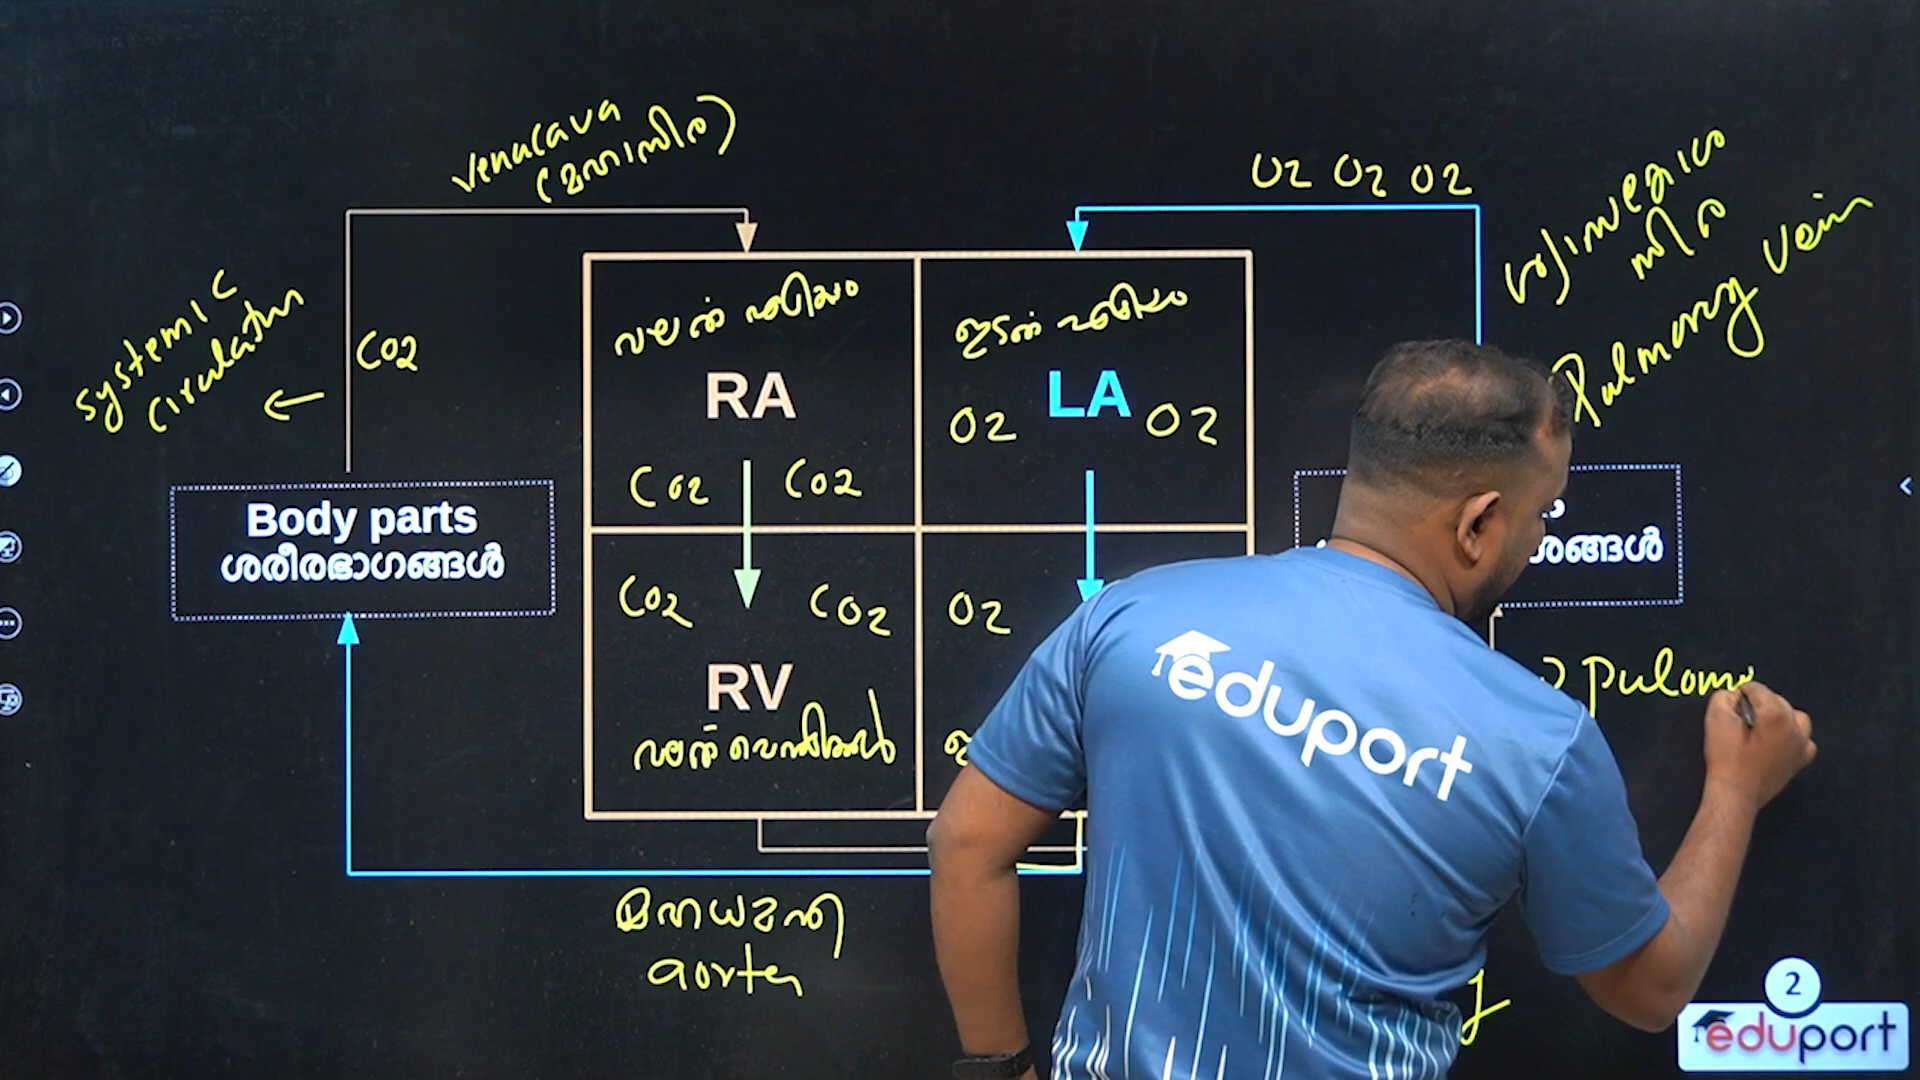 Venacava
(മഹാസിര)
O2 O2 O2
ശ്വാസകോശ
സിര
Pulmonary Vein
systemic
circulation
←
CO2
വലത് ഏട്രിയം
RA
CO2 CO2
ഇടത് ഏട്രിയം
LA
O2 O2
Body parts
ശരീരഭാഗങ്ങൾ
CO2 CO2
RV
വലത് വെൻട്രിക്കിൾ
O2
ഇ
ശങ്ങൾ
Pulomo
മഹാധമനി
aorta
eduport
2
eduport